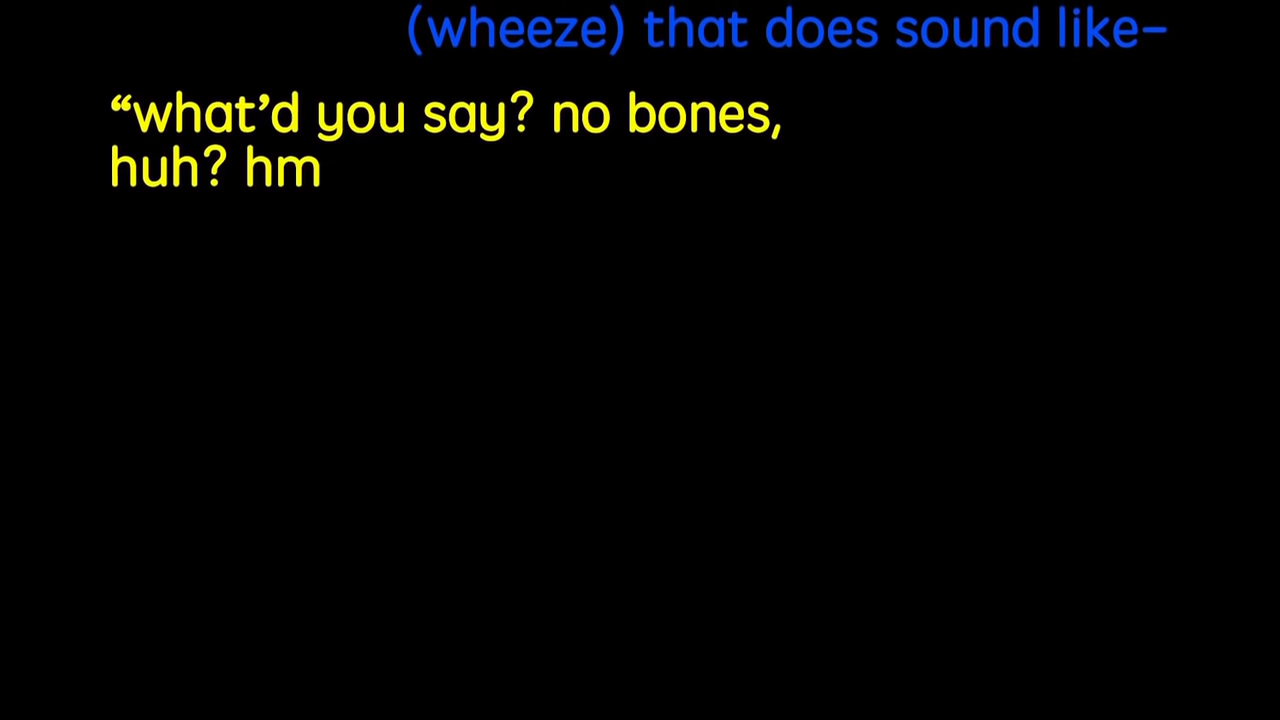 (wheeze) that does sound like–
“what’d you say? no bones,
huh? hm